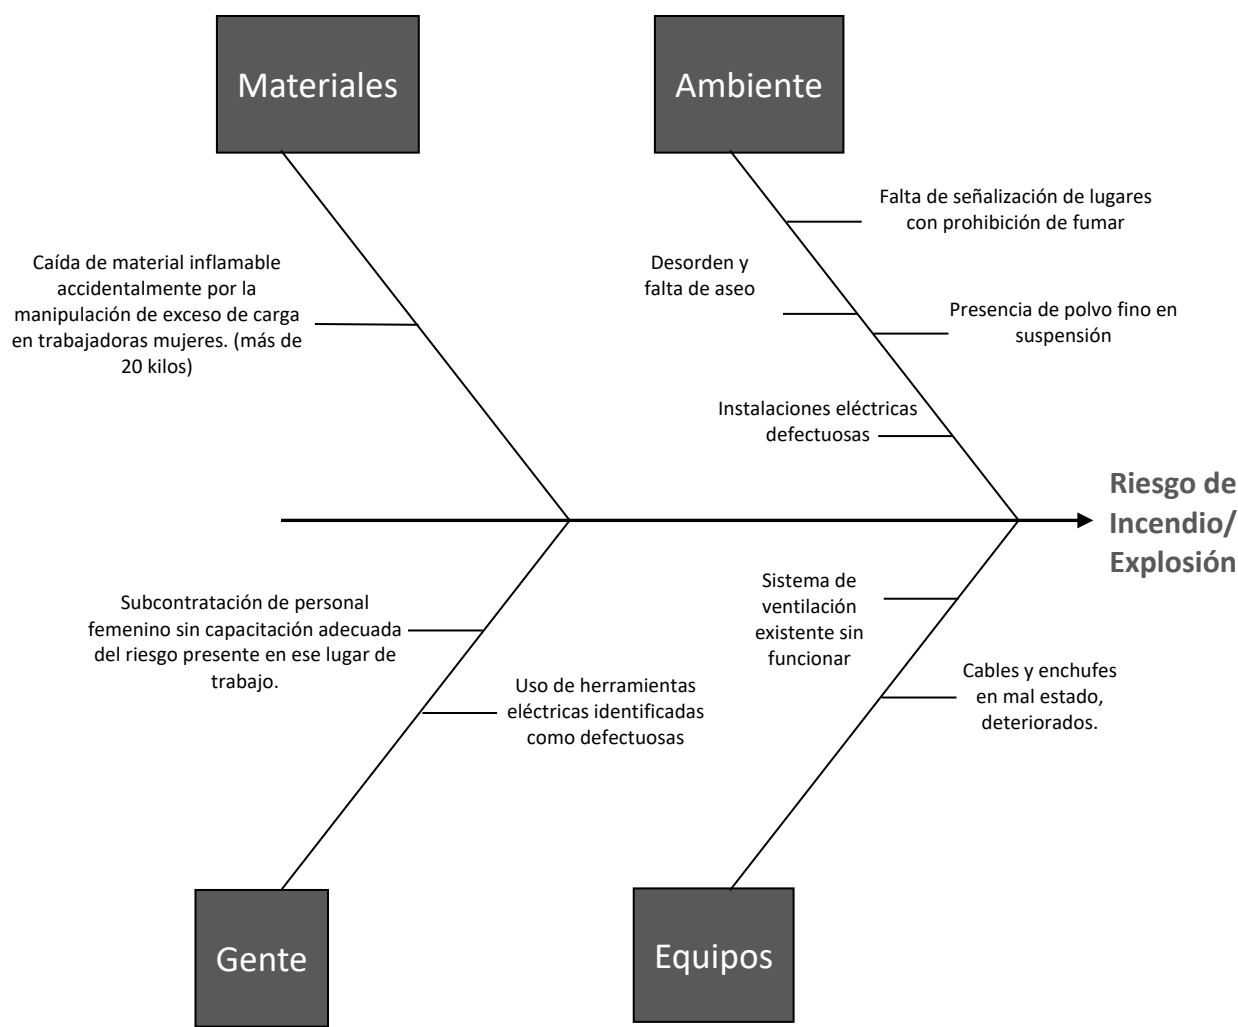 Materiales
Ambiente
Falta de señalización de lugares
con prohibición de fumar
Caída de material inflamable
accidentalmente por la
manipulación de exceso de carga
en trabajadoras mujeres. (más de
20 kilos)
Desorden y
falta de aseo
Presencia de polvo fino en
suspensión
Instalaciones eléctricas
defectuosas
Riesgo de
Incendio/
Explosión
Subcontratación de personal
femenino sin capacitación adecuada
del riesgo presente en ese lugar de
trabajo.
Uso de herramientas
eléctricas identificadas
como defectuosas
Sistema de
ventilación
existente sin
funcionar
Cables y enchufes
en mal estado,
deteriorados.
Gente
Equipos